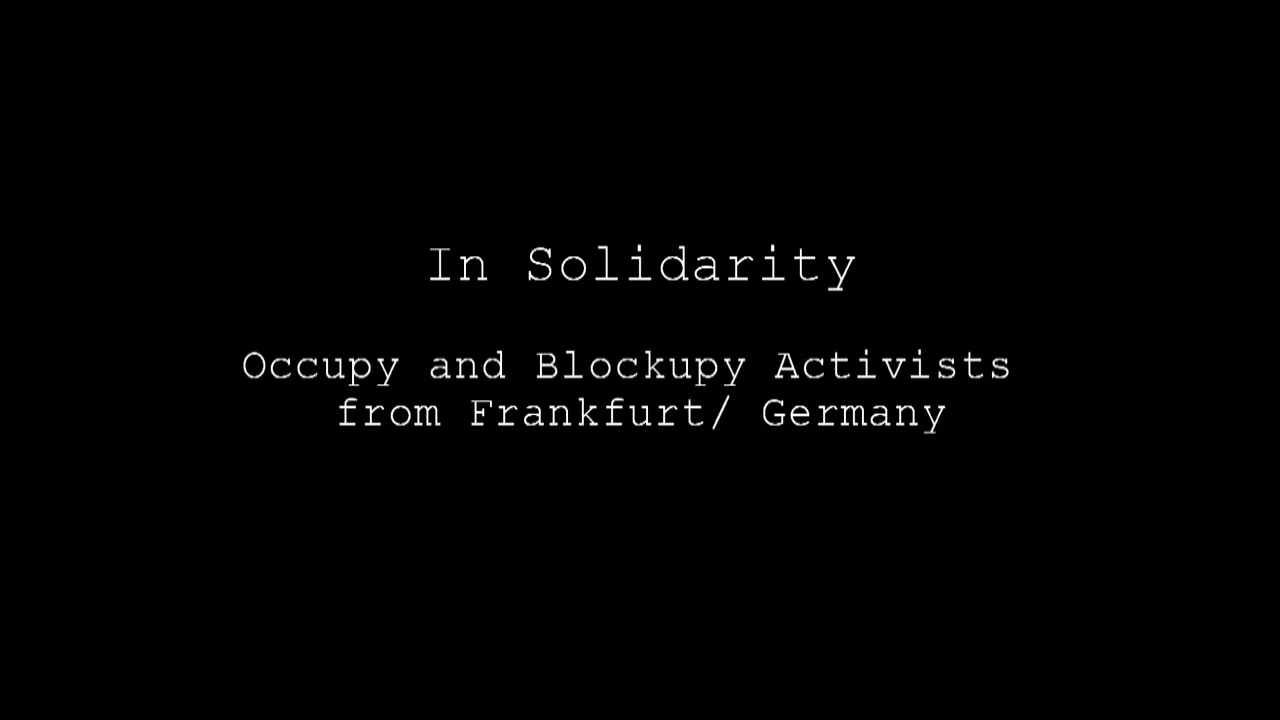 In Solidarity
Occupy and Blockupy Activists
from Frankfurt/ Germany